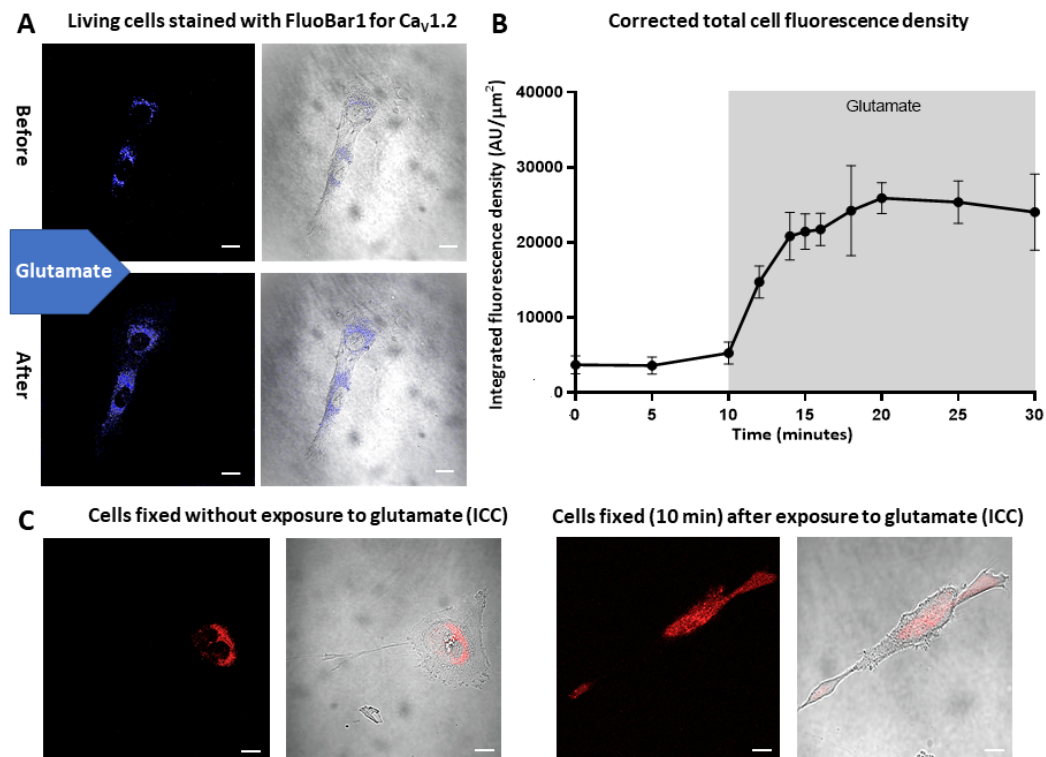 A
Living cells stained with FluoBar1 for CaV1.2
Before
Glutamate
After
B
Corrected total cell fluorescence density
Integrated fluorescence density (AU/µm²)
40000
30000
20000
10000
0
Glutamate
0 5 10 15 20 25 30
Time (minutes)
C
Cells fixed without exposure to glutamate (ICC)
Cells fixed (10 min) after exposure to glutamate (ICC)